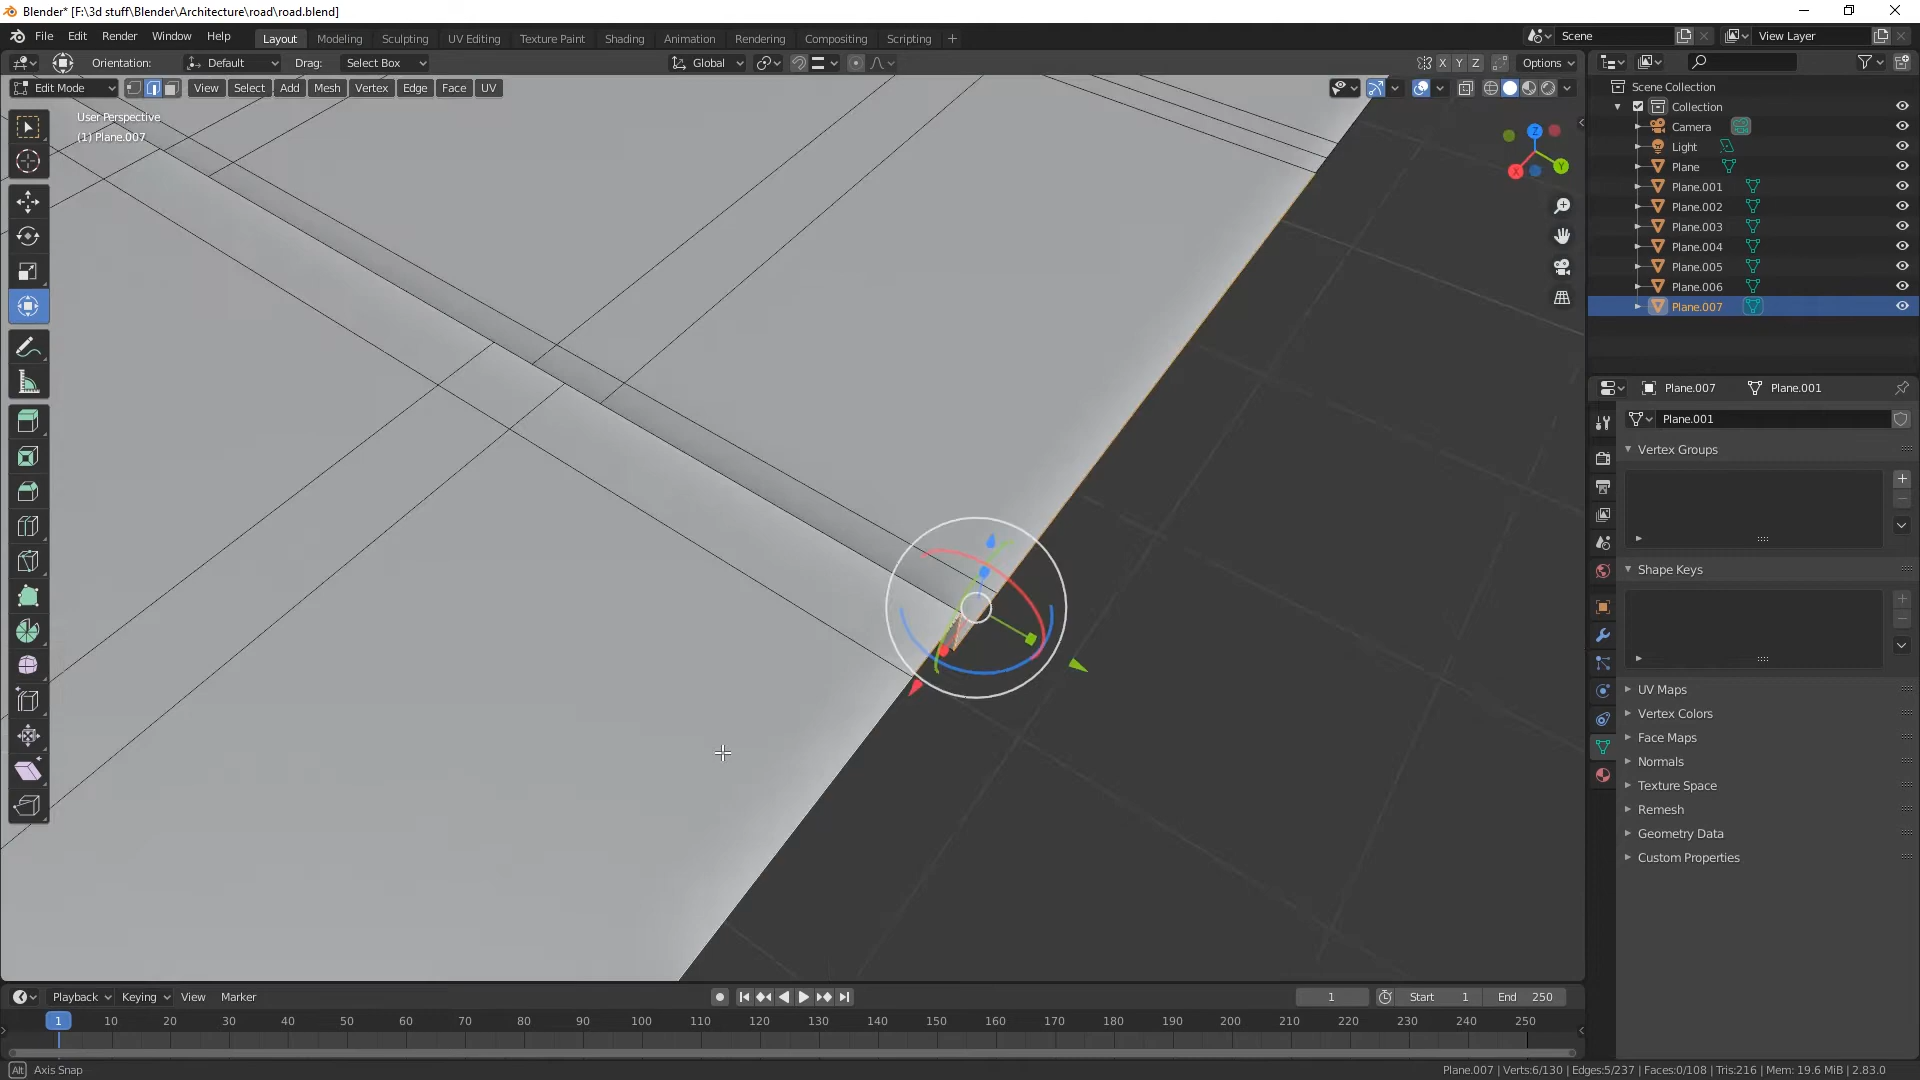 Blender* [F:\3d stuff\Blender\Architecture\road\road.blend]
File Edit Render Window Help Layout Modeling Sculpting UV Editing Texture Paint Shading Animation Rendering Compositing Scripting Scene View Layer
Orientation: Default Drag: Select Box Global X Y Z Options
Edit Mode View Select Add Mesh Vertex Edge Face UV
User Perspective
(1) Plane.007
Z
Y
X
Scene Collection
Collection
Camera
Light
Plane
Plane.001
Plane.002
Plane.003
Plane.004
Plane.005
Plane.006
Plane.007
Plane.007 Plane.001
Plane.001
Vertex Groups
Shape Keys
UV Maps
Vertex Colors
Face Maps
Normals
Texture Space
Remesh
Geometry Data
Custom Properties
Playback Keying View Marker 1 Start 1 End 250
1 10 20 30 40 50 60 70 80 90 100 110 120 130 140 150 160 170 180 190 200 210 220 230 240 250
Alt Axis Snap Plane.007 | Verts:6/130 | Edges:5/237 | Faces:0/108 | Tris:216 | Mem: 19.6 MiB | 2.83.0